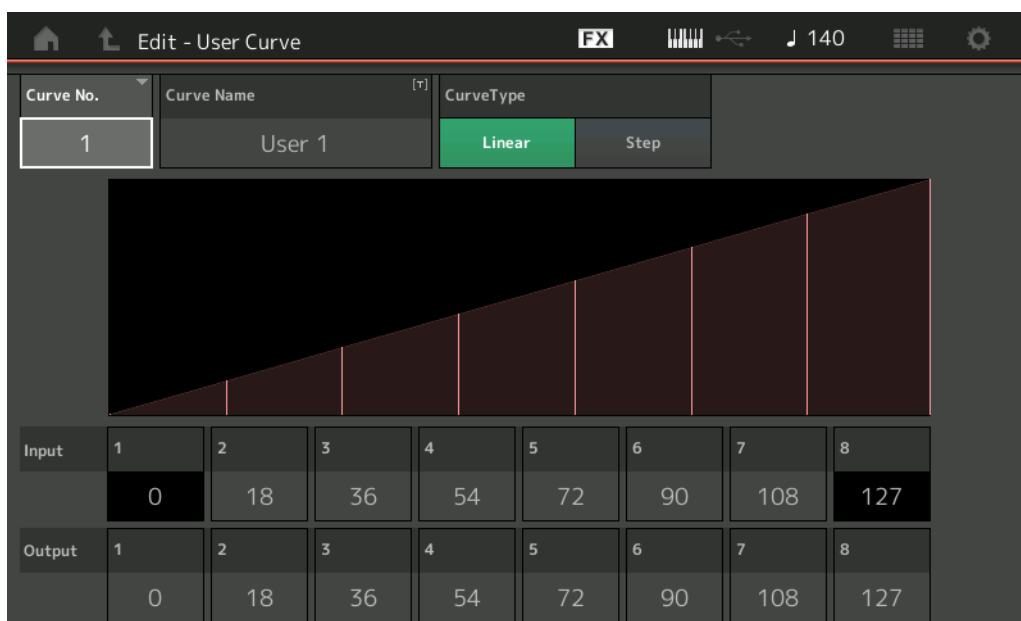 Edit - User Curve FX ♩ 140
Curve No. Curve Name [T] CurveType
1 User 1 Linear Step
Input 1 2 3 4 5 6 7 8
0 18 36 54 72 90 108 127
Output 1 2 3 4 5 6 7 8
0 18 36 54 72 90 108 127